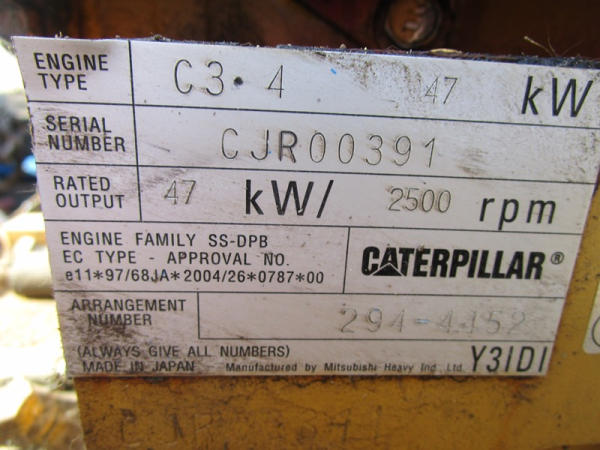 ENGINE TYPE C3.4 47 kW
SERIAL NUMBER CJR00391
RATED OUTPUT 47 kW/ 2500 rpm
ENGINE FAMILY SS-DPB
EC TYPE - APPROVAL NO.
e11*97/68JA*2004/26*0787*00
CATERPILLAR®
ARRANGEMENT NUMBER 294-4452
(ALWAYS GIVE ALL NUMBERS)
MADE IN JAPAN Manufactured by Mitsubishi Heavy Ind. Ltd. Y31D1